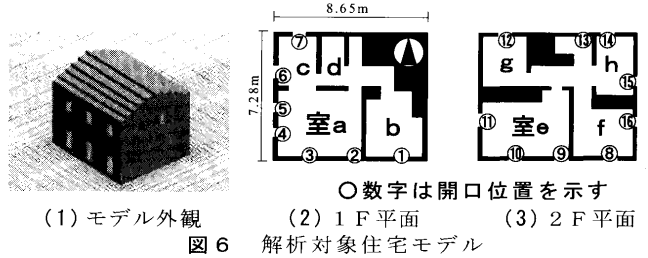 8.65m
7.28m
⑦
c
d
⑥
⑤
④
室a
b
③
②
①
⑫
⑬
⑭
g
h
⑮
⑪
室e
f
⑯
⑩
⑨
⑧
○数字は開口位置を示す
(1)モデル外観
(2)1F平面
(3)2F平面
図6 解析対象住宅モデル